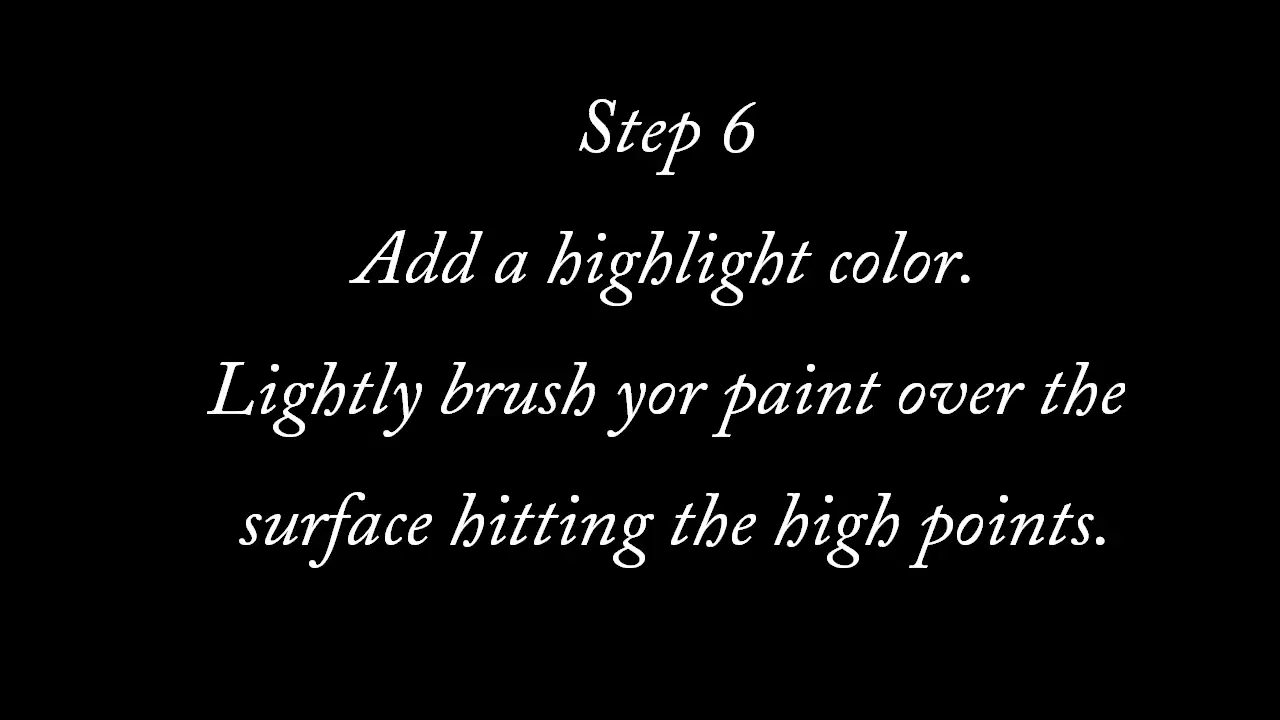 Step 6
Add a highlight color.
Lightly brush yor paint over the
surface hitting the high points.